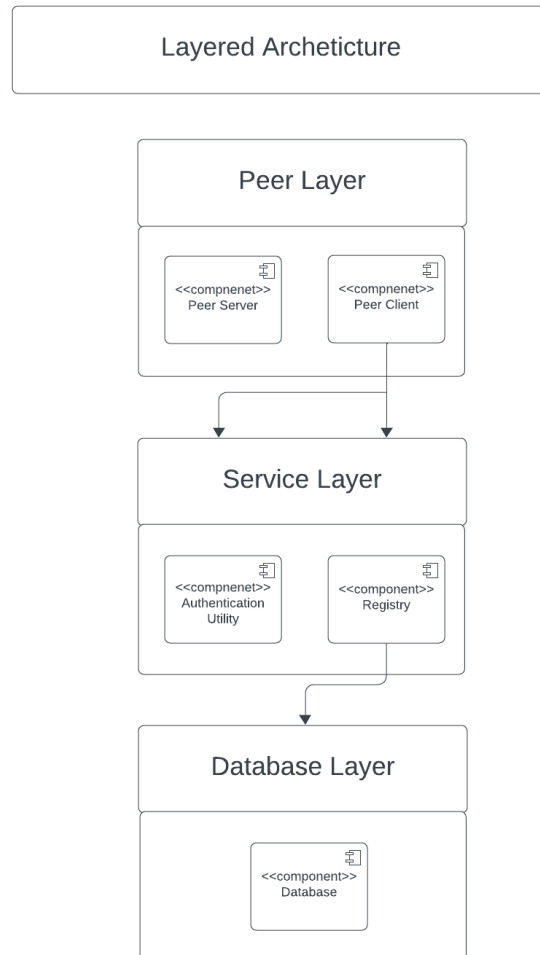 Layered Archeticture
Peer Layer
<<compnenet>>
Peer Server
<<compnenet>>
Peer Client
Service Layer
<<compnenet>>
Authentication
Utility
<<component>>
Registry
Database Layer
<<component>>
Database